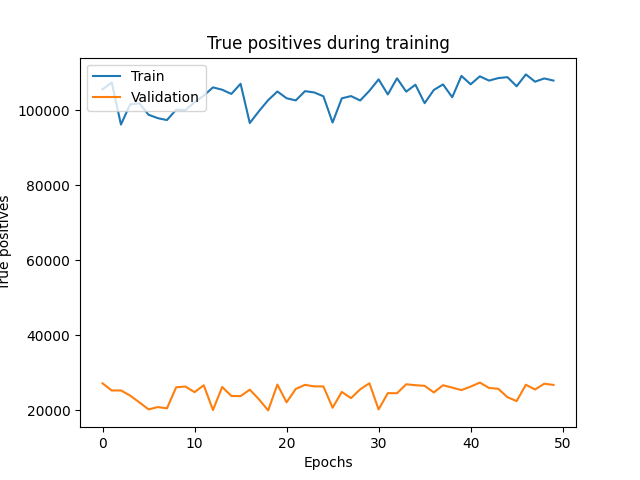 True positives during training
Train
Validation
100000
80000
60000
40000
20000
True positives
0 10 20 30 40 50
Epochs